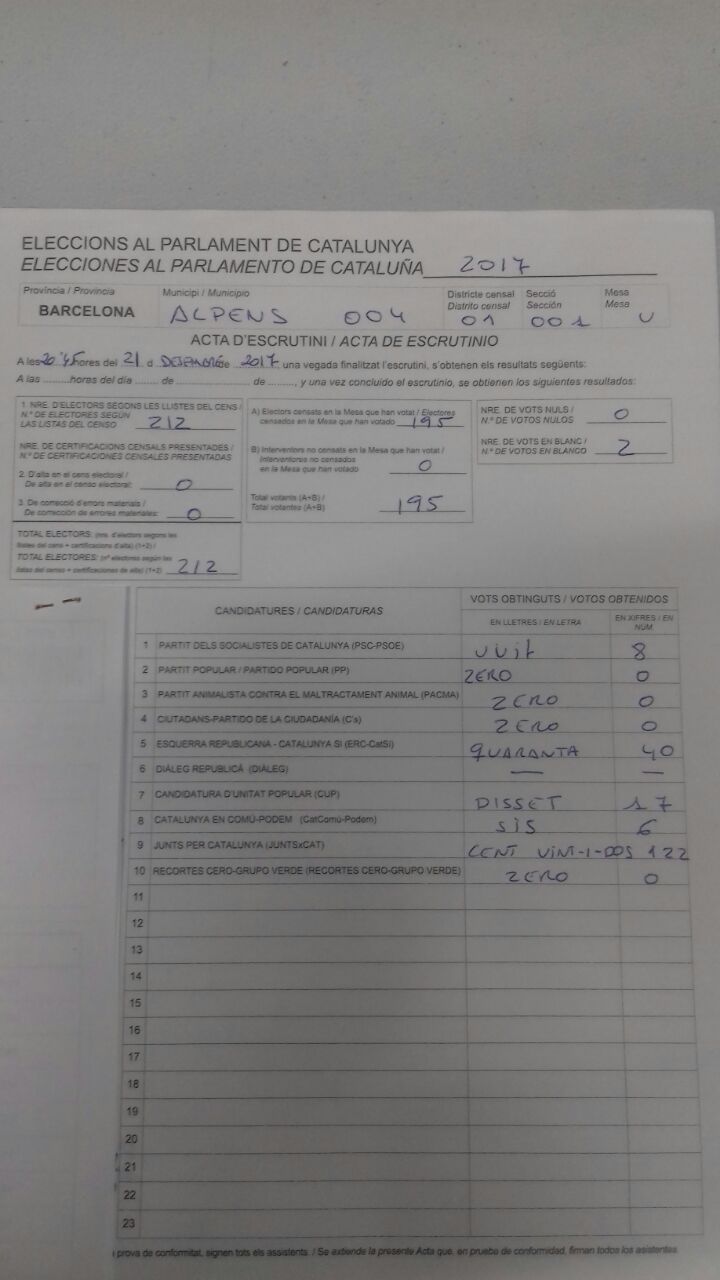 ELECCIONS AL PARLAMENT DE CATALUNYA
ELECCIONES AL PARLAMENTO DE CATALUÑA 2017
Província / Provincia Municipi / Municipio Districte censal Secció Mesa
Distrito censal Sección Mesa
BARCELONA ALPENS 004 01 001 U
ACTA D'ESCRUTINI / ACTA DE ESCRUTINIO
A les 20:45 hores del 21 d DESEMBRE de 2017 una vegada finalitzat l'escrutini, s'obtenen els resultats següents:
A las ......... horas del día ........ de .................. de ........, y una vez concluido el escrutinio, se obtienen los siguientes resultados:
1. NRE. D'ELECTORS SEGONS LES LLISTES DEL CENS /
N.º DE ELECTORES SEGÚN
LAS LISTAS DEL CENSO 212
NRE. DE CERTIFICACIONS CENSALS PRESENTADES /
N.º DE CERTIFICACIONES CENSALES PRESENTADAS
2. D'alta en el cens electoral /
De alta en el censo electoral: 0
3. De correcció d'errors materials /
De corrección de errores materiales: 0
TOTAL ELECTORS: (nre. d'electors segons les
llistes del cens + certificacions d'alta) (1+2) /
TOTAL ELECTORES: (nº electores según las
listas del censo + certificaciones de alta) (1+2) 212
A) Electors censats en la Mesa que han votat / Electores
censados en la Mesa que han votado 195
B) Interventors no censats en la Mesa que han votat /
Interventores no censados
en la Mesa que han votado 0
Total votants (A+B) /
Total votantes (A+B) 195
NRE. DE VOTS NULS /
N.º DE VOTOS NULOS 0
NRE. DE VOTS EN BLANC /
N.º DE VOTOS EN BLANCO 2
CANDIDATURES / CANDIDATURAS VOTS OBTINGUTS / VOTOS OBTENIDOS
EN LLETRES / EN LETRA EN XIFRES / EN NÚM.
1 PARTIT DELS SOCIALISTES DE CATALUNYA (PSC-PSOE) vuit 8
2 PARTIT POPULAR / PARTIDO POPULAR (PP) ZERO 0
3 PARTIT ANIMALISTA CONTRA EL MALTRACTAMENT ANIMAL (PACMA) ZERO 0
4 CIUTADANS-PARTIDO DE LA CIUDADANÍA (C's) ZERO 0
5 ESQUERRA REPUBLICANA - CATALUNYA SÍ (ERC-CatSí) QUARANTA 40
6 DIÀLEG REPUBLICÀ (DIÀLEG) — —
7 CANDIDATURA D'UNITAT POPULAR (CUP) DISSET 17
8 CATALUNYA EN COMÚ-PODEM (CatComú-Podem) SIS 6
9 JUNTS PER CATALUNYA (JUNTSxCAT) CENT VINT-I-DOS 122
10 RECORTES CERO-GRUPO VERDE (RECORTES CERO-GRUPO VERDE) ZERO 0
11
12
13
14
15
16
17
18
19
20
21
22
23
prova de conformitat, signen tots els assistents. / Se extiende la presente Acta que, en prueba de conformidad, firman todos los asistentes.